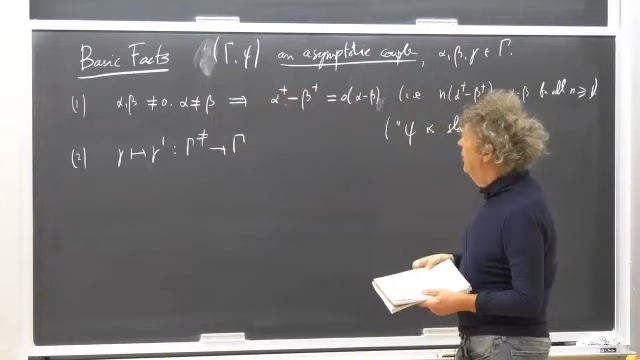 Basic Facts (Γ, ψ) an asymptotic couple, α, β, γ ∈ Γ.
(1) α, β ≠ 0, α ≠ β ⟹ α† − β† = o(α−β) (i.e. n(α† − β†) α−β for all n ≥ 1)
("ψ is
(2) γ ↦ γ' : Γ^≠ → Γ